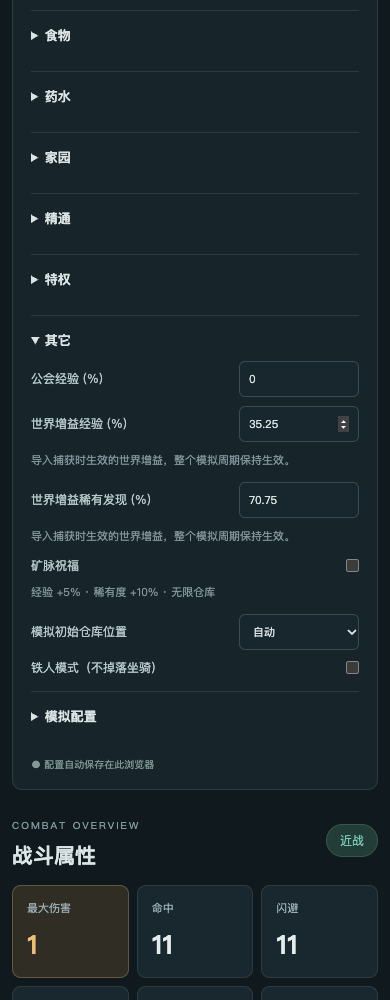 食物
药水
家园
精通
特权
其它
公会经验 (%)
0
世界增益经验 (%)
35.25
导入捕获时生效的世界增益，整个模拟周期保持生效。
世界增益稀有发现 (%)
70.75
导入捕获时生效的世界增益，整个模拟周期保持生效。
矿脉祝福
经验 +5% · 稀有度 +10% · 无限仓库
模拟初始仓库位置
自动
铁人模式（不掉落坐骑）
模拟配置
配置自动保存在此浏览器
COMBAT OVERVIEW
战斗属性
近战
最大伤害
命中
闪避
1
11
11